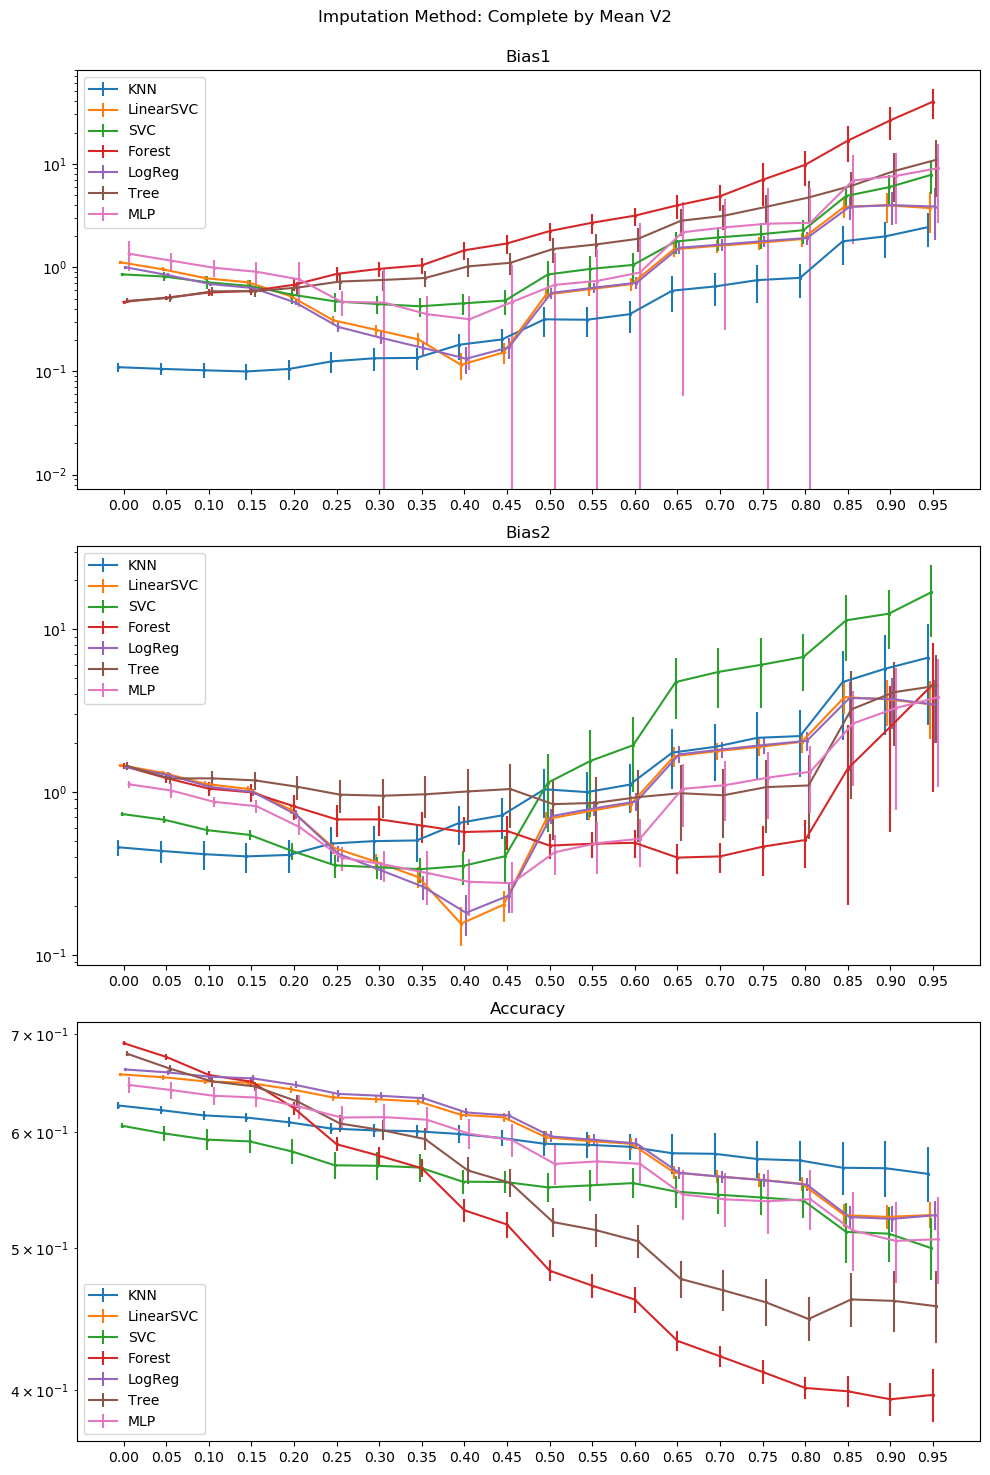 Imputation Method: Complete by Mean V2
Bias1
KNN
LinearSVC
SVC
Forest
LogReg
Tree
MLP
10¹
10⁰
10⁻¹
10⁻²
0.00 0.05 0.10 0.15 0.20 0.25 0.30 0.35 0.40 0.45 0.50 0.55 0.60 0.65 0.70 0.75 0.80 0.85 0.90 0.95
Bias2
KNN
LinearSVC
SVC
Forest
LogReg
Tree
MLP
10¹
10⁰
10⁻¹
0.00 0.05 0.10 0.15 0.20 0.25 0.30 0.35 0.40 0.45 0.50 0.55 0.60 0.65 0.70 0.75 0.80 0.85 0.90 0.95
Accuracy
7 × 10⁻¹
6 × 10⁻¹
5 × 10⁻¹
4 × 10⁻¹
KNN
LinearSVC
SVC
Forest
LogReg
Tree
MLP
0.00 0.05 0.10 0.15 0.20 0.25 0.30 0.35 0.40 0.45 0.50 0.55 0.60 0.65 0.70 0.75 0.80 0.85 0.90 0.95